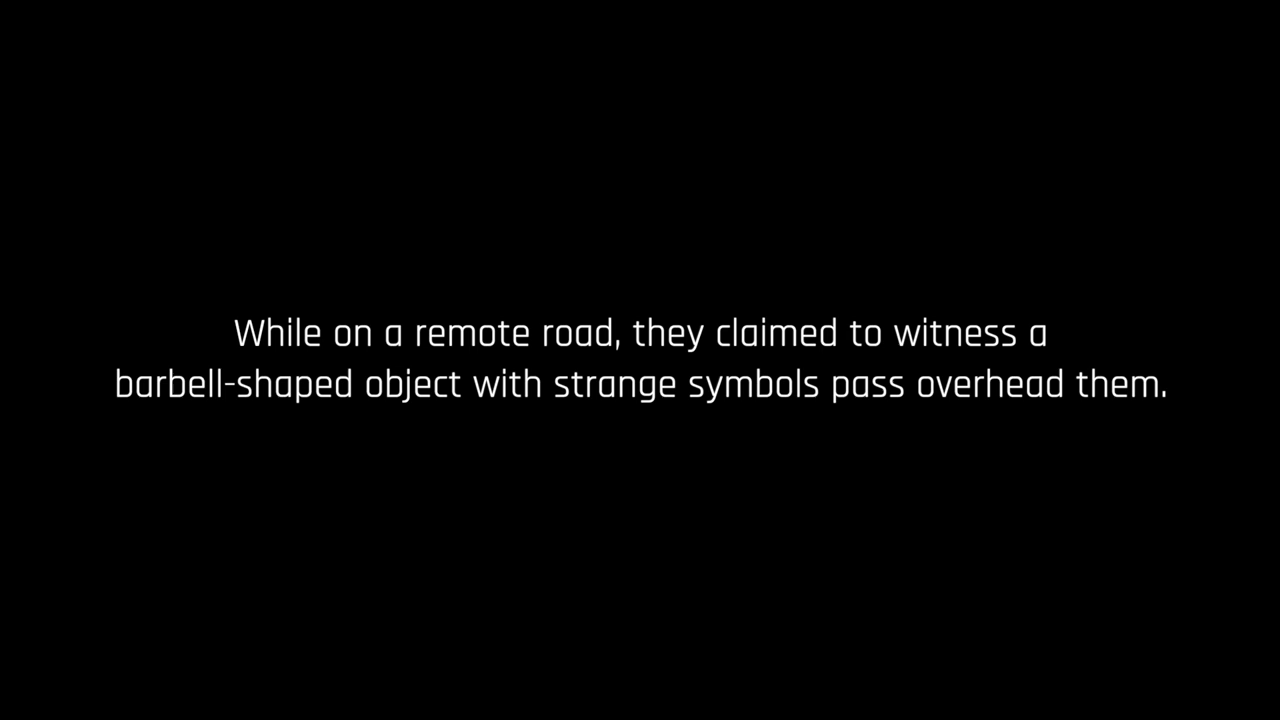 While on a remote road, they claimed to witness a
barbell-shaped object with strange symbols pass overhead them.